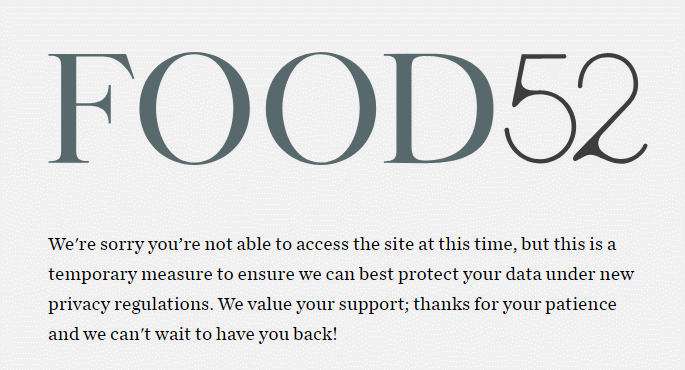 FOOD52
We're sorry you’re not able to access the site at this time, but this is a
temporary measure to ensure we can best protect your data under new
privacy regulations. We value your support; thanks for your patience
and we can't wait to have you back!